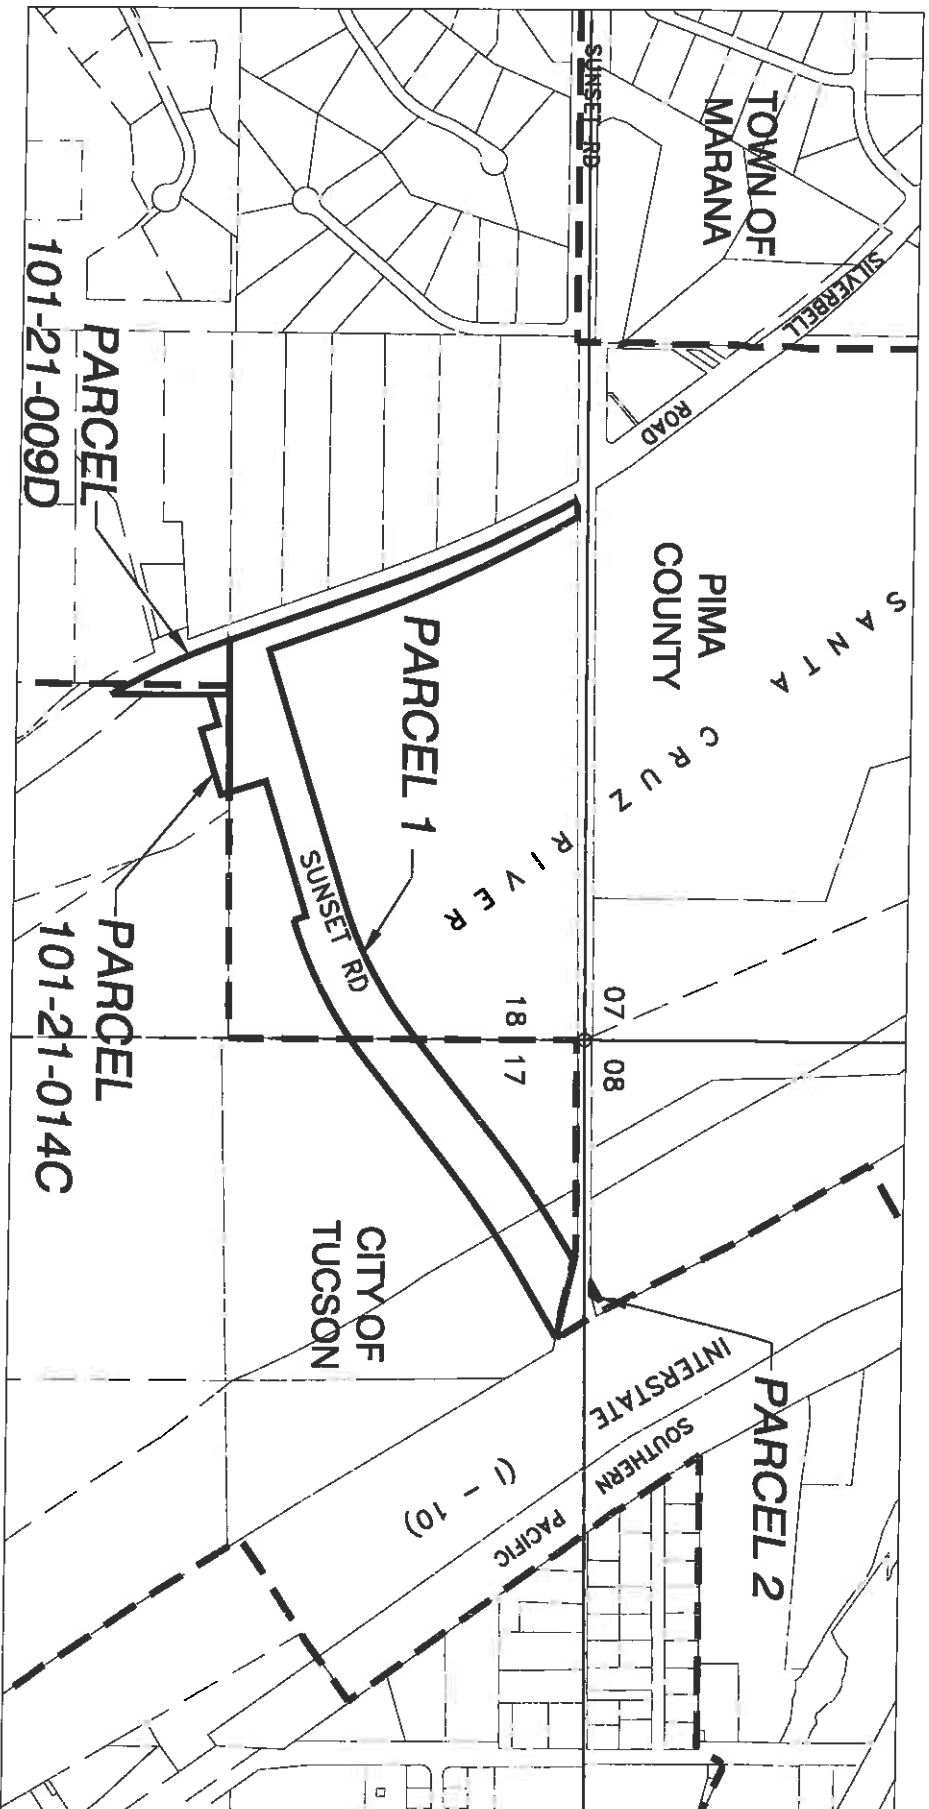 TOWN OF
MARANA
SUNSET RD
SILVERBELL
ROAD
PIMA
COUNTY
SANTA CRUZ RIVER
PARCEL
101-21-009D
PARCEL 1
SUNSET RD
PARCEL
101-21-014C
07
08
18
17
CITY OF
TUCSON
PARCEL 2
INTERSTATE
(I - 10)
SOUTHERN
PACIFIC